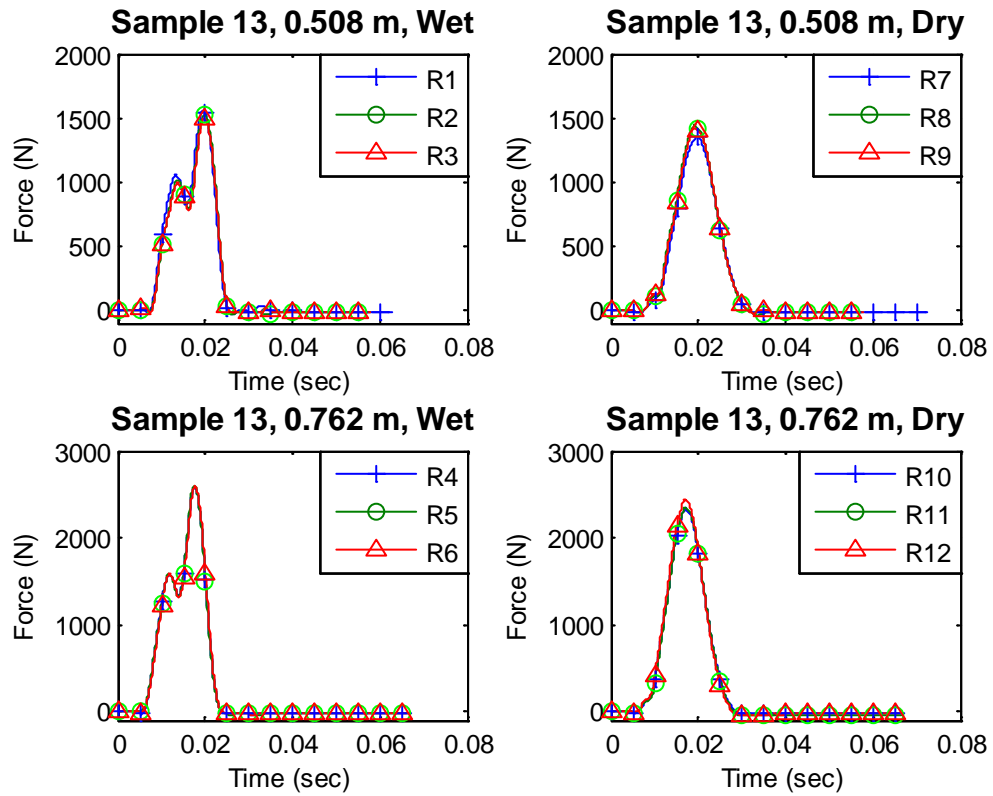 Sample 13, 0.508 m, Wet
Force (N)
2000
1500
1000
500
0
0 0.02 0.04 0.06 0.08
Time (sec)
R1
R2
R3
Sample 13, 0.508 m, Dry
Force (N)
2000
1500
1000
500
0
0 0.02 0.04 0.06 0.08
Time (sec)
R7
R8
R9
Sample 13, 0.762 m, Wet
Force (N)
3000
2000
1000
0
0 0.02 0.04 0.06 0.08
Time (sec)
R4
R5
R6
Sample 13, 0.762 m, Dry
Force (N)
3000
2000
1000
0
0 0.02 0.04 0.06 0.08
Time (sec)
R10
R11
R12